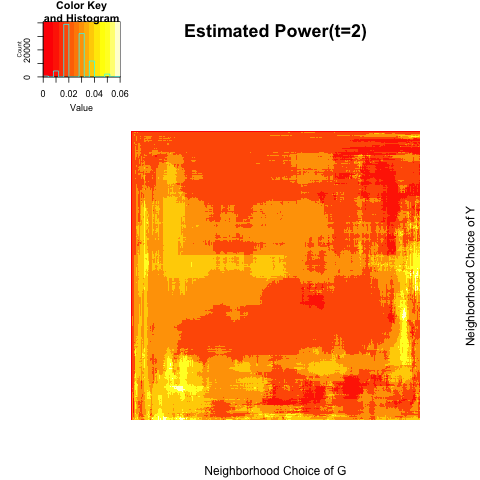 Color Key
and Histogram
Estimated Power(t=2)
Count
0 20000
0 0.02 0.04 0.06
Value
Neighborhood Choice of Y
Neighborhood Choice of G